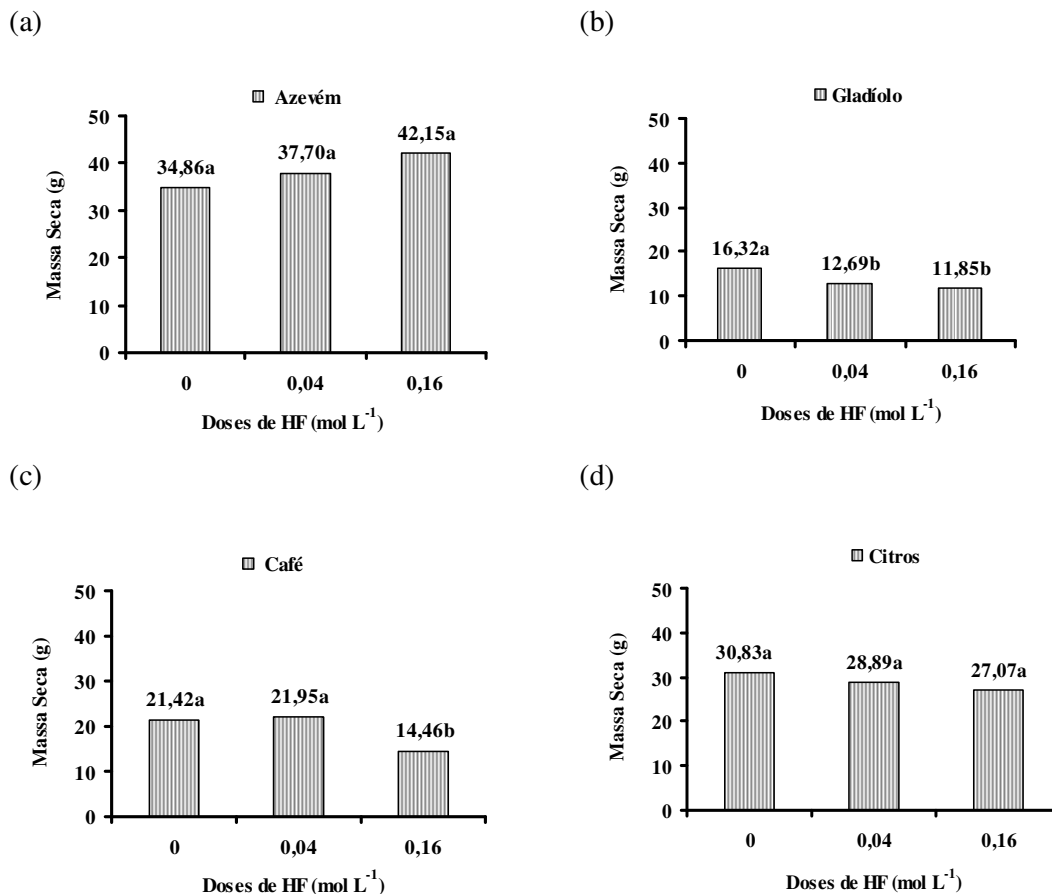 (a)
Azevém
Massa Seca (g)
50
40
30
20
10
0
34,86a
37,70a
42,15a
0 0,04 0,16
Doses de HF (mol L-1)
(b)
Gladíolo
Massa Seca (g)
50
40
30
20
10
0
16,32a
12,69b
11,85b
0 0,04 0,16
Doses de HF (mol L-1)
(c)
Café
Massa Seca (g)
50
40
30
20
10
0
21,42a
21,95a
14,46b
0 0,04 0,16
Doses de HF (mol L-1)
(d)
Citros
Massa Seca (g)
50
40
30
20
10
0
30,83a
28,89a
27,07a
0 0,04 0,16
Doses de HF (mol L-1)